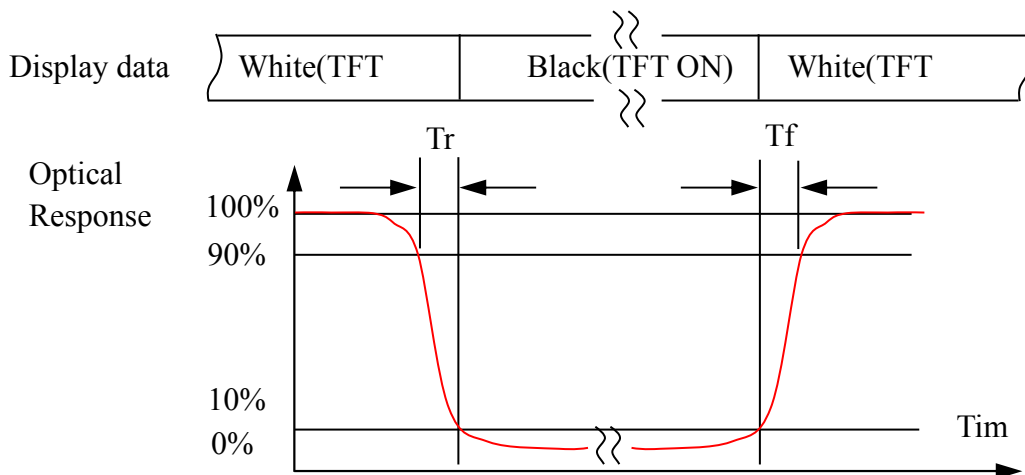 Display data White(TFT Black(TFT ON) White(TFT
Tr Tf
Optical
Response
100%
90%
10%
0%
Tim